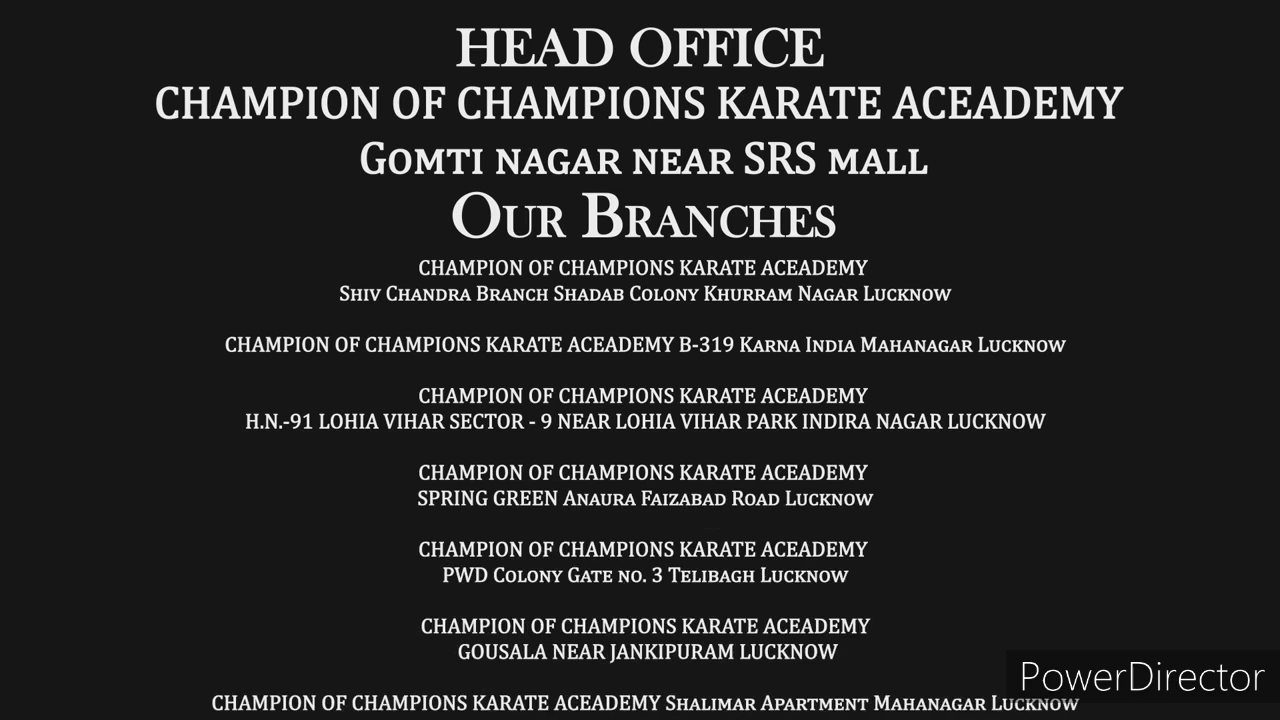 HEAD OFFICE
CHAMPION OF CHAMPIONS KARATE ACEADEMY
Gomti nagar near SRS mall
Our Branches
CHAMPION OF CHAMPIONS KARATE ACEADEMY
Shiv Chandra Branch Shadab Colony Khurram Nagar Lucknow
CHAMPION OF CHAMPIONS KARATE ACEADEMY B-319 Karna India Mahanagar Lucknow
CHAMPION OF CHAMPIONS KARATE ACEADEMY
H.N.-91 LOHIA VIHAR SECTOR - 9 NEAR LOHIA VIHAR PARK INDIRA NAGAR LUCKNOW
CHAMPION OF CHAMPIONS KARATE ACEADEMY
SPRING GREEN Anaura Faizabad Road Lucknow
CHAMPION OF CHAMPIONS KARATE ACEADEMY
PWD Colony Gate no. 3 Telibagh Lucknow
CHAMPION OF CHAMPIONS KARATE ACEADEMY
GOUSALA NEAR JANKIPURAM LUCKNOW
CHAMPION OF CHAMPIONS KARATE ACEADEMY Shalimar Apartment Mahanagar Lucknow
PowerDirector